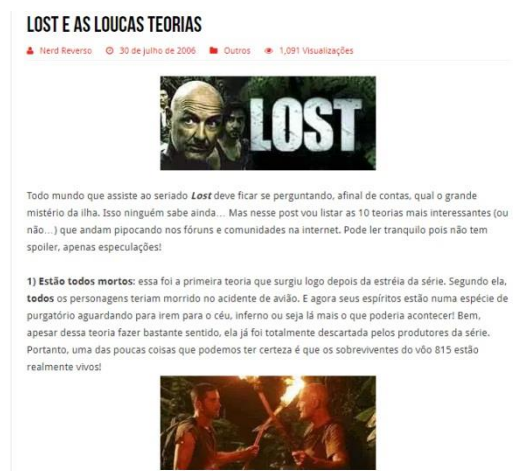 LOST E AS LOUCAS TEORIAS
Nerd Reverso 30 de julho de 2006 Outros 1,091 Visualizações
LOST
Todo mundo que assiste ao seriado Lost deve ficar se perguntando, afinal de contas, qual o grande
mistério da ilha. Isso ninguém sabe ainda… Mas nesse post vou listar as 10 teorias mais interessantes (ou
não…) que andam pipocando nos fóruns e comunidades na internet. Pode ler tranquilo pois não tem
spoiler, apenas especulações!
1) Estão todos mortos: essa foi a primeira teoria que surgiu logo depois da estréia da série. Segundo ela,
todos os personagens teriam morrido no acidente de avião. E agora seus espíritos estão numa espécie de
purgatório aguardando para irem para o céu, inferno ou seja lá mais o que poderia acontecer! Bem,
apesar dessa teoria fazer bastante sentido, ela já foi totalmente descartada pelos produtores da série.
Portanto, uma das poucas coisas que podemos ter certeza é que os sobreviventes do vôo 815 estão
realmente vivos!